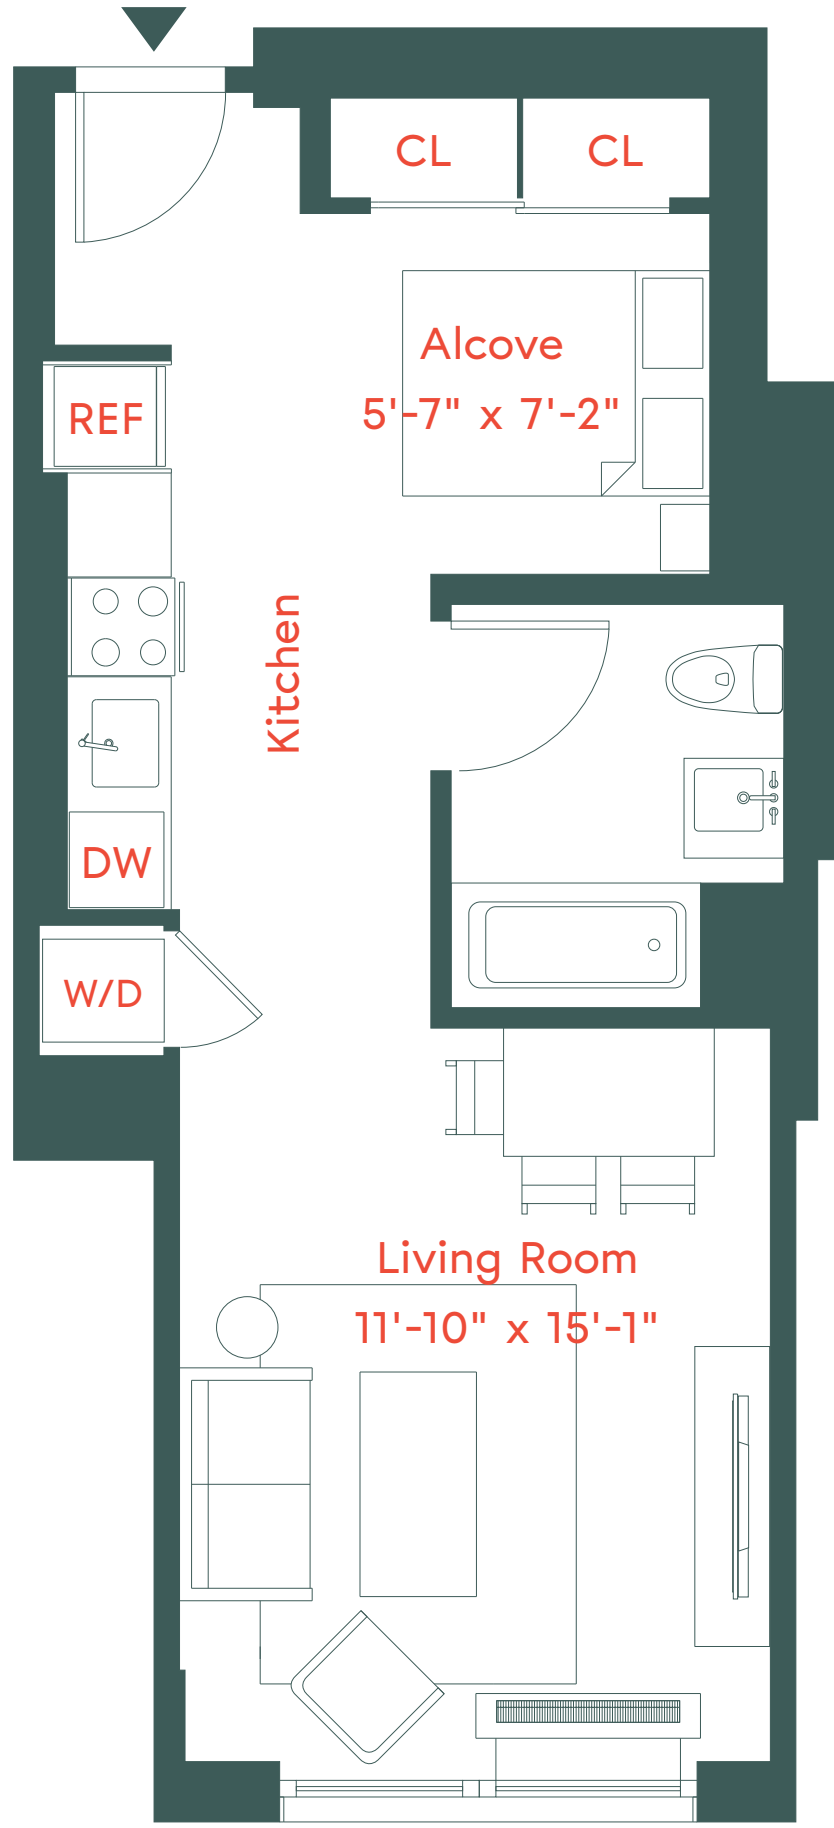 CL
CL
Alcove
5'-7" x 7'-2"
REF
Kitchen
DW
W/D
Living Room
11'-10" x 15'-1"